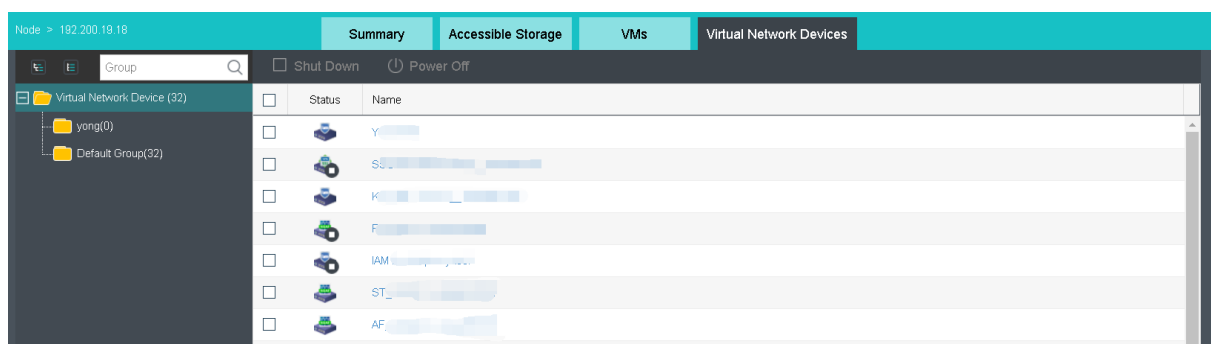 Node > 192.200.19.18
Summary
Accessible Storage
VMs
Virtual Network Devices
Group
Shut Down
Power Off
Virtual Network Device (32)
yong(0)
Default Group(32)
Status
Name
Y
K
IAM
ST_
AF